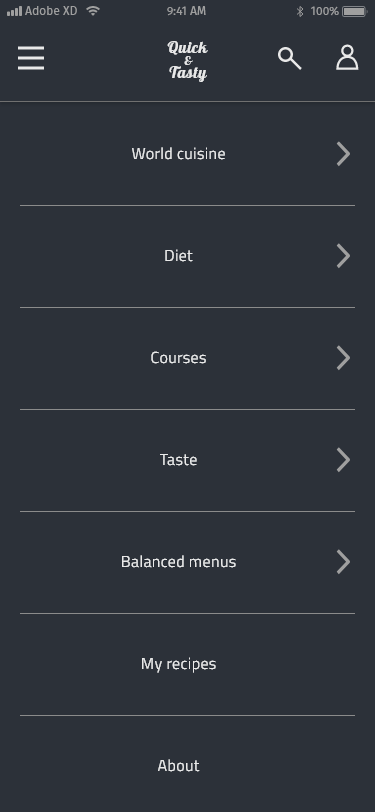 Adobe XD 9:41 AM 100%
Quick
&
Tasty
World cuisine
Diet
Courses
Taste
Balanced menus
My recipes
About